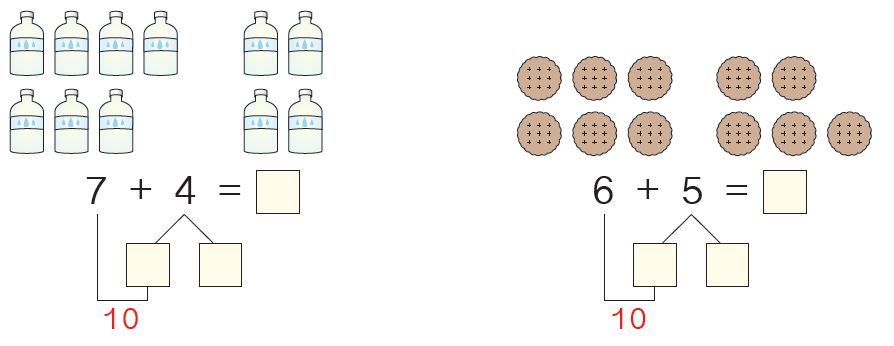 7 + 4 =
10
6 + 5 =
10